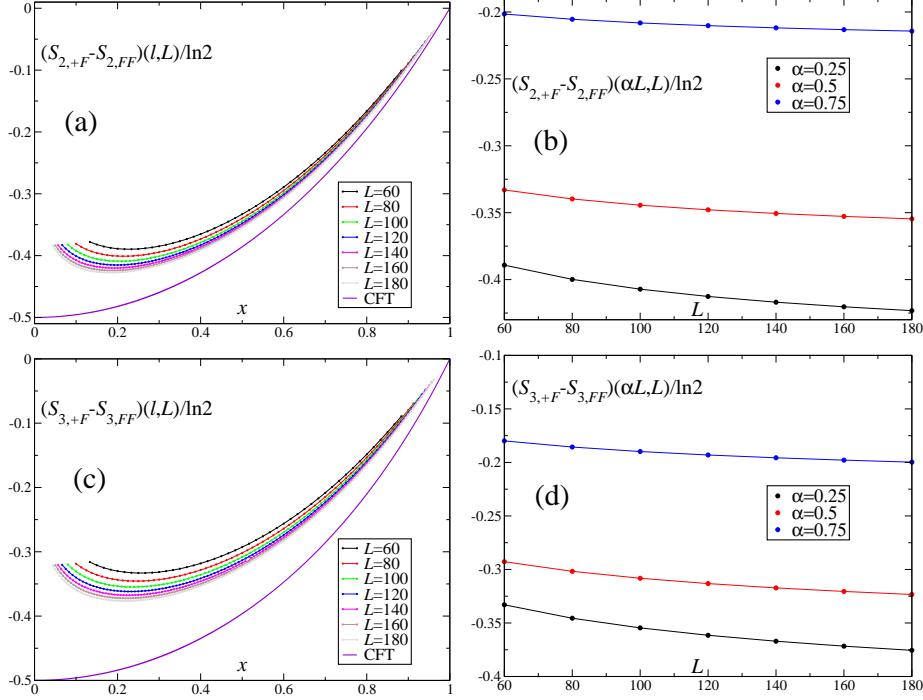 0
-0.1
-0.2
-0.3
-0.4
-0.5
0
0.2
0.4
0.6
0.8
1
x
(S2,+F-S2,FF)(l,L)/ln2
(a)
L=60
L=80
L=100
L=120
L=140
L=160
L=180
CFT
-0.2
-0.25
-0.3
-0.35
-0.4
60
80
100
120
140
160
180
L
(S2,+F-S2,FF)(αL,L)/ln2
(b)
α=0.25
α=0.5
α=0.75
0
-0.1
-0.2
-0.3
-0.4
-0.5
0
0.2
0.4
0.6
0.8
1
x
(S3,+F-S3,FF)(l,L)/ln2
(c)
L=60
L=80
L=100
L=120
L=140
L=160
L=180
CFT
-0.1
-0.15
-0.2
-0.25
-0.3
-0.35
-0.4
60
80
100
120
140
160
180
L
(S3,+F-S3,FF)(αL,L)/ln2
(d)
α=0.25
α=0.5
α=0.75